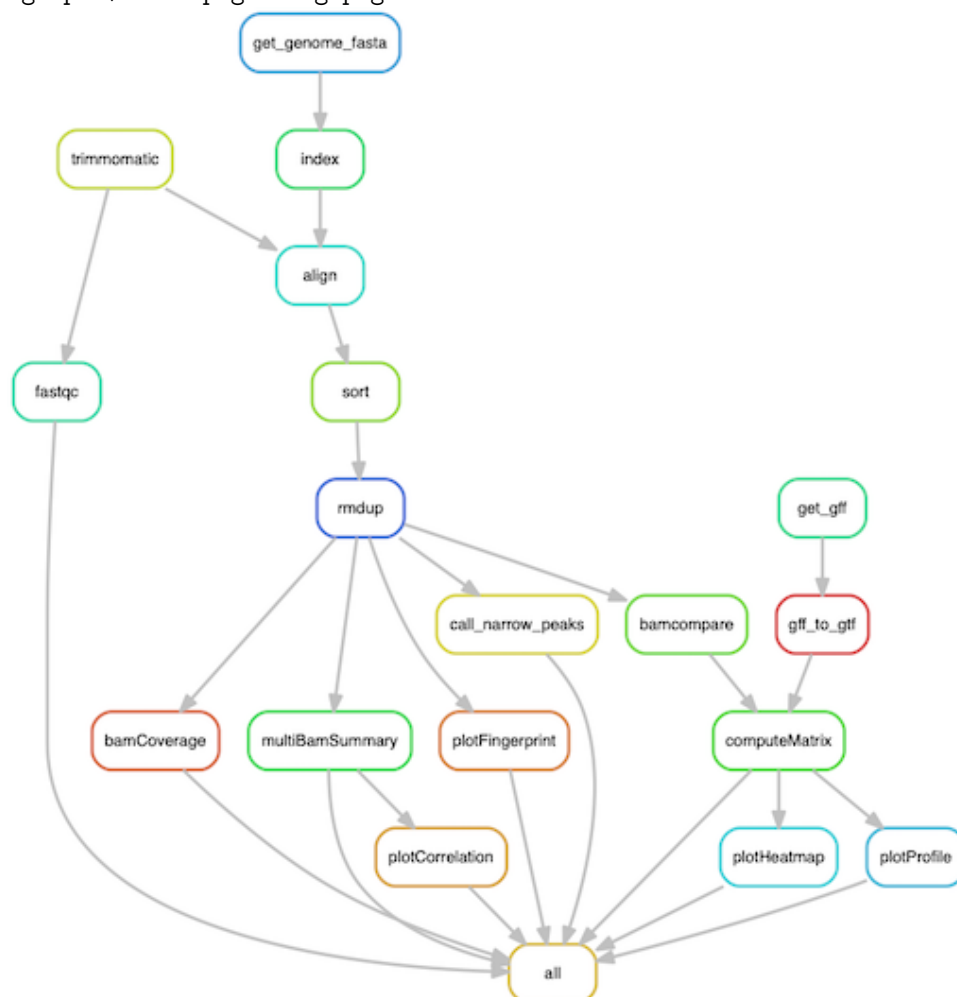 get_genome_fasta
trimmomatic
index
align
fastqc
sort
rmdup
get_gff
call_narrow_peaks
bamcompare
gff_to_gtf
bamCoverage
multiBamSummary
plotFingerprint
computeMatrix
plotCorrelation
plotHeatmap
plotProfile
all